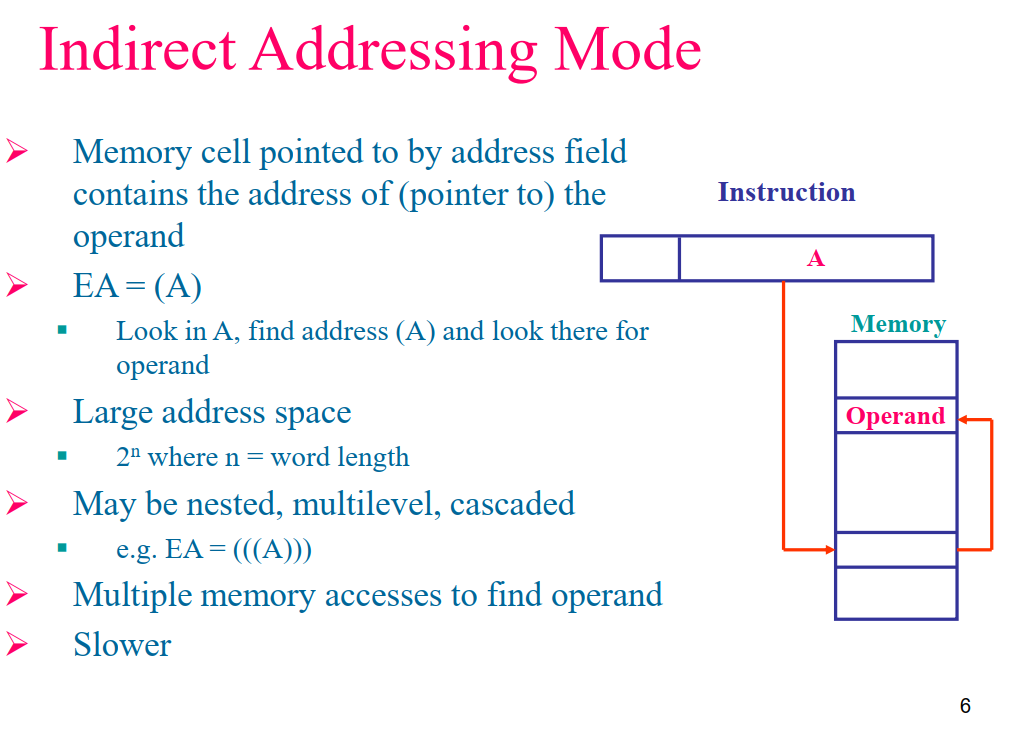 Indirect Addressing Mode
Memory cell pointed to by address field
contains the address of (pointer to) the
operand
EA = (A)
Look in A, find address (A) and look there for
operand
Large address space
2ⁿ where n = word length
May be nested, multilevel, cascaded
e.g. EA = (((A)))
Multiple memory accesses to find operand
Slower
Instruction
A
Memory
Operand
6